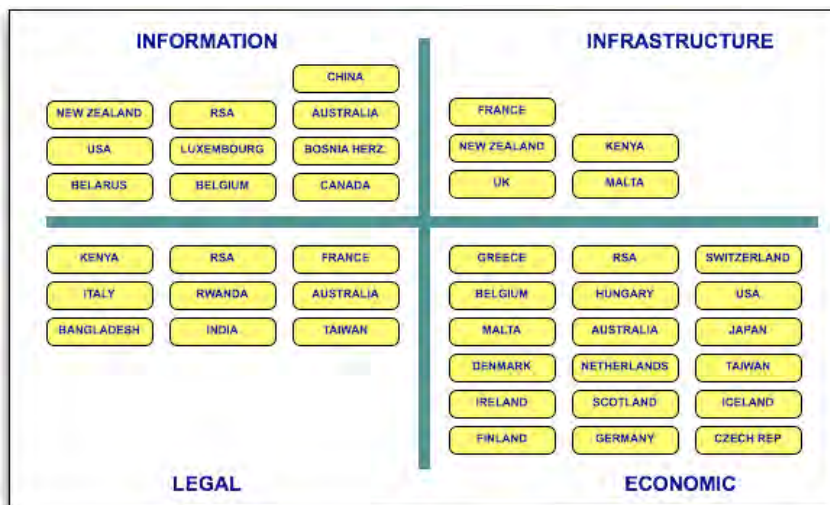 INFORMATION
CHINA
NEW ZEALAND RSA AUSTRALIA
USA LUXEMBOURG BOSNIA HERZ.
BELARUS BELGIUM CANADA
INFRASTRUCTURE
FRANCE
NEW ZEALAND KENYA
UK MALTA
KENYA RSA FRANCE
ITALY RWANDA AUSTRALIA
BANGLADESH INDIA TAIWAN
LEGAL
GREECE RSA SWITZERLAND
BELGIUM HUNGARY USA
MALTA AUSTRALIA JAPAN
DENMARK NETHERLANDS TAIWAN
IRELAND SCOTLAND ICELAND
FINLAND GERMANY CZECH REP
ECONOMIC